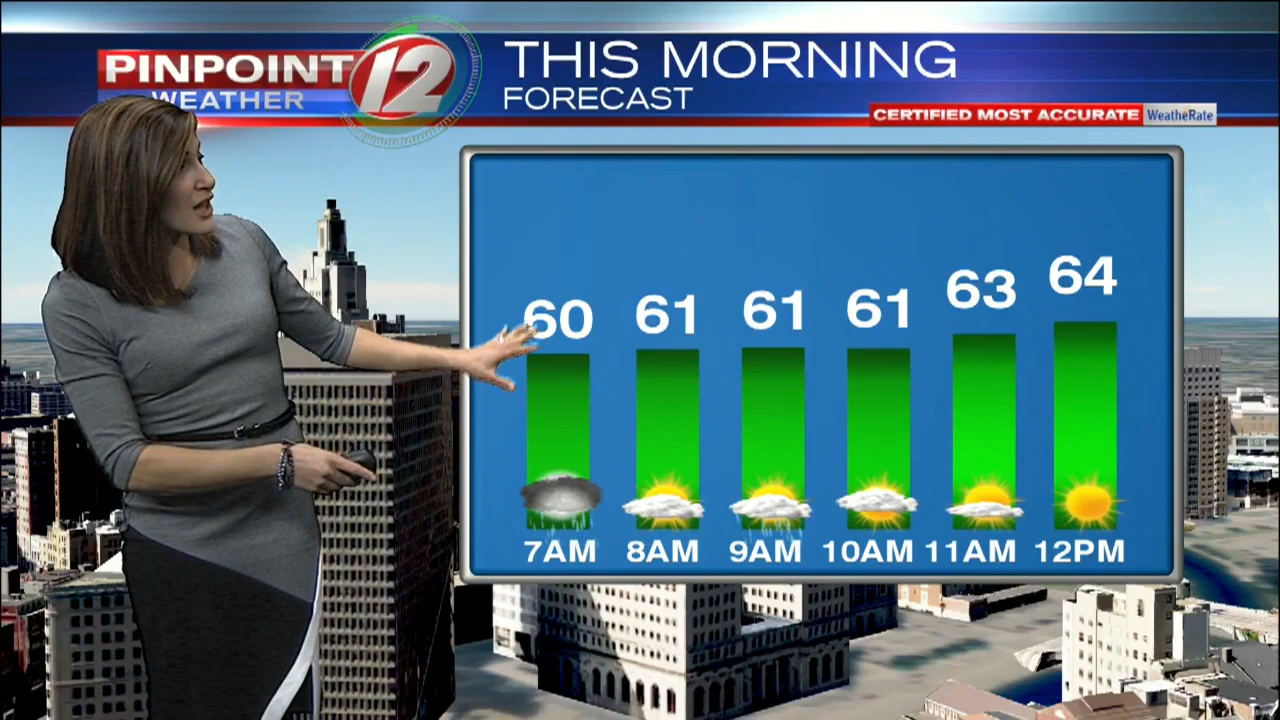 PINPOINT 12
WEATHER
THIS MORNING
FORECAST
CERTIFIED MOST ACCURATE WeatheRate
60 61 61 61 63 64
7AM 8AM 9AM 10AM 11AM 12PM